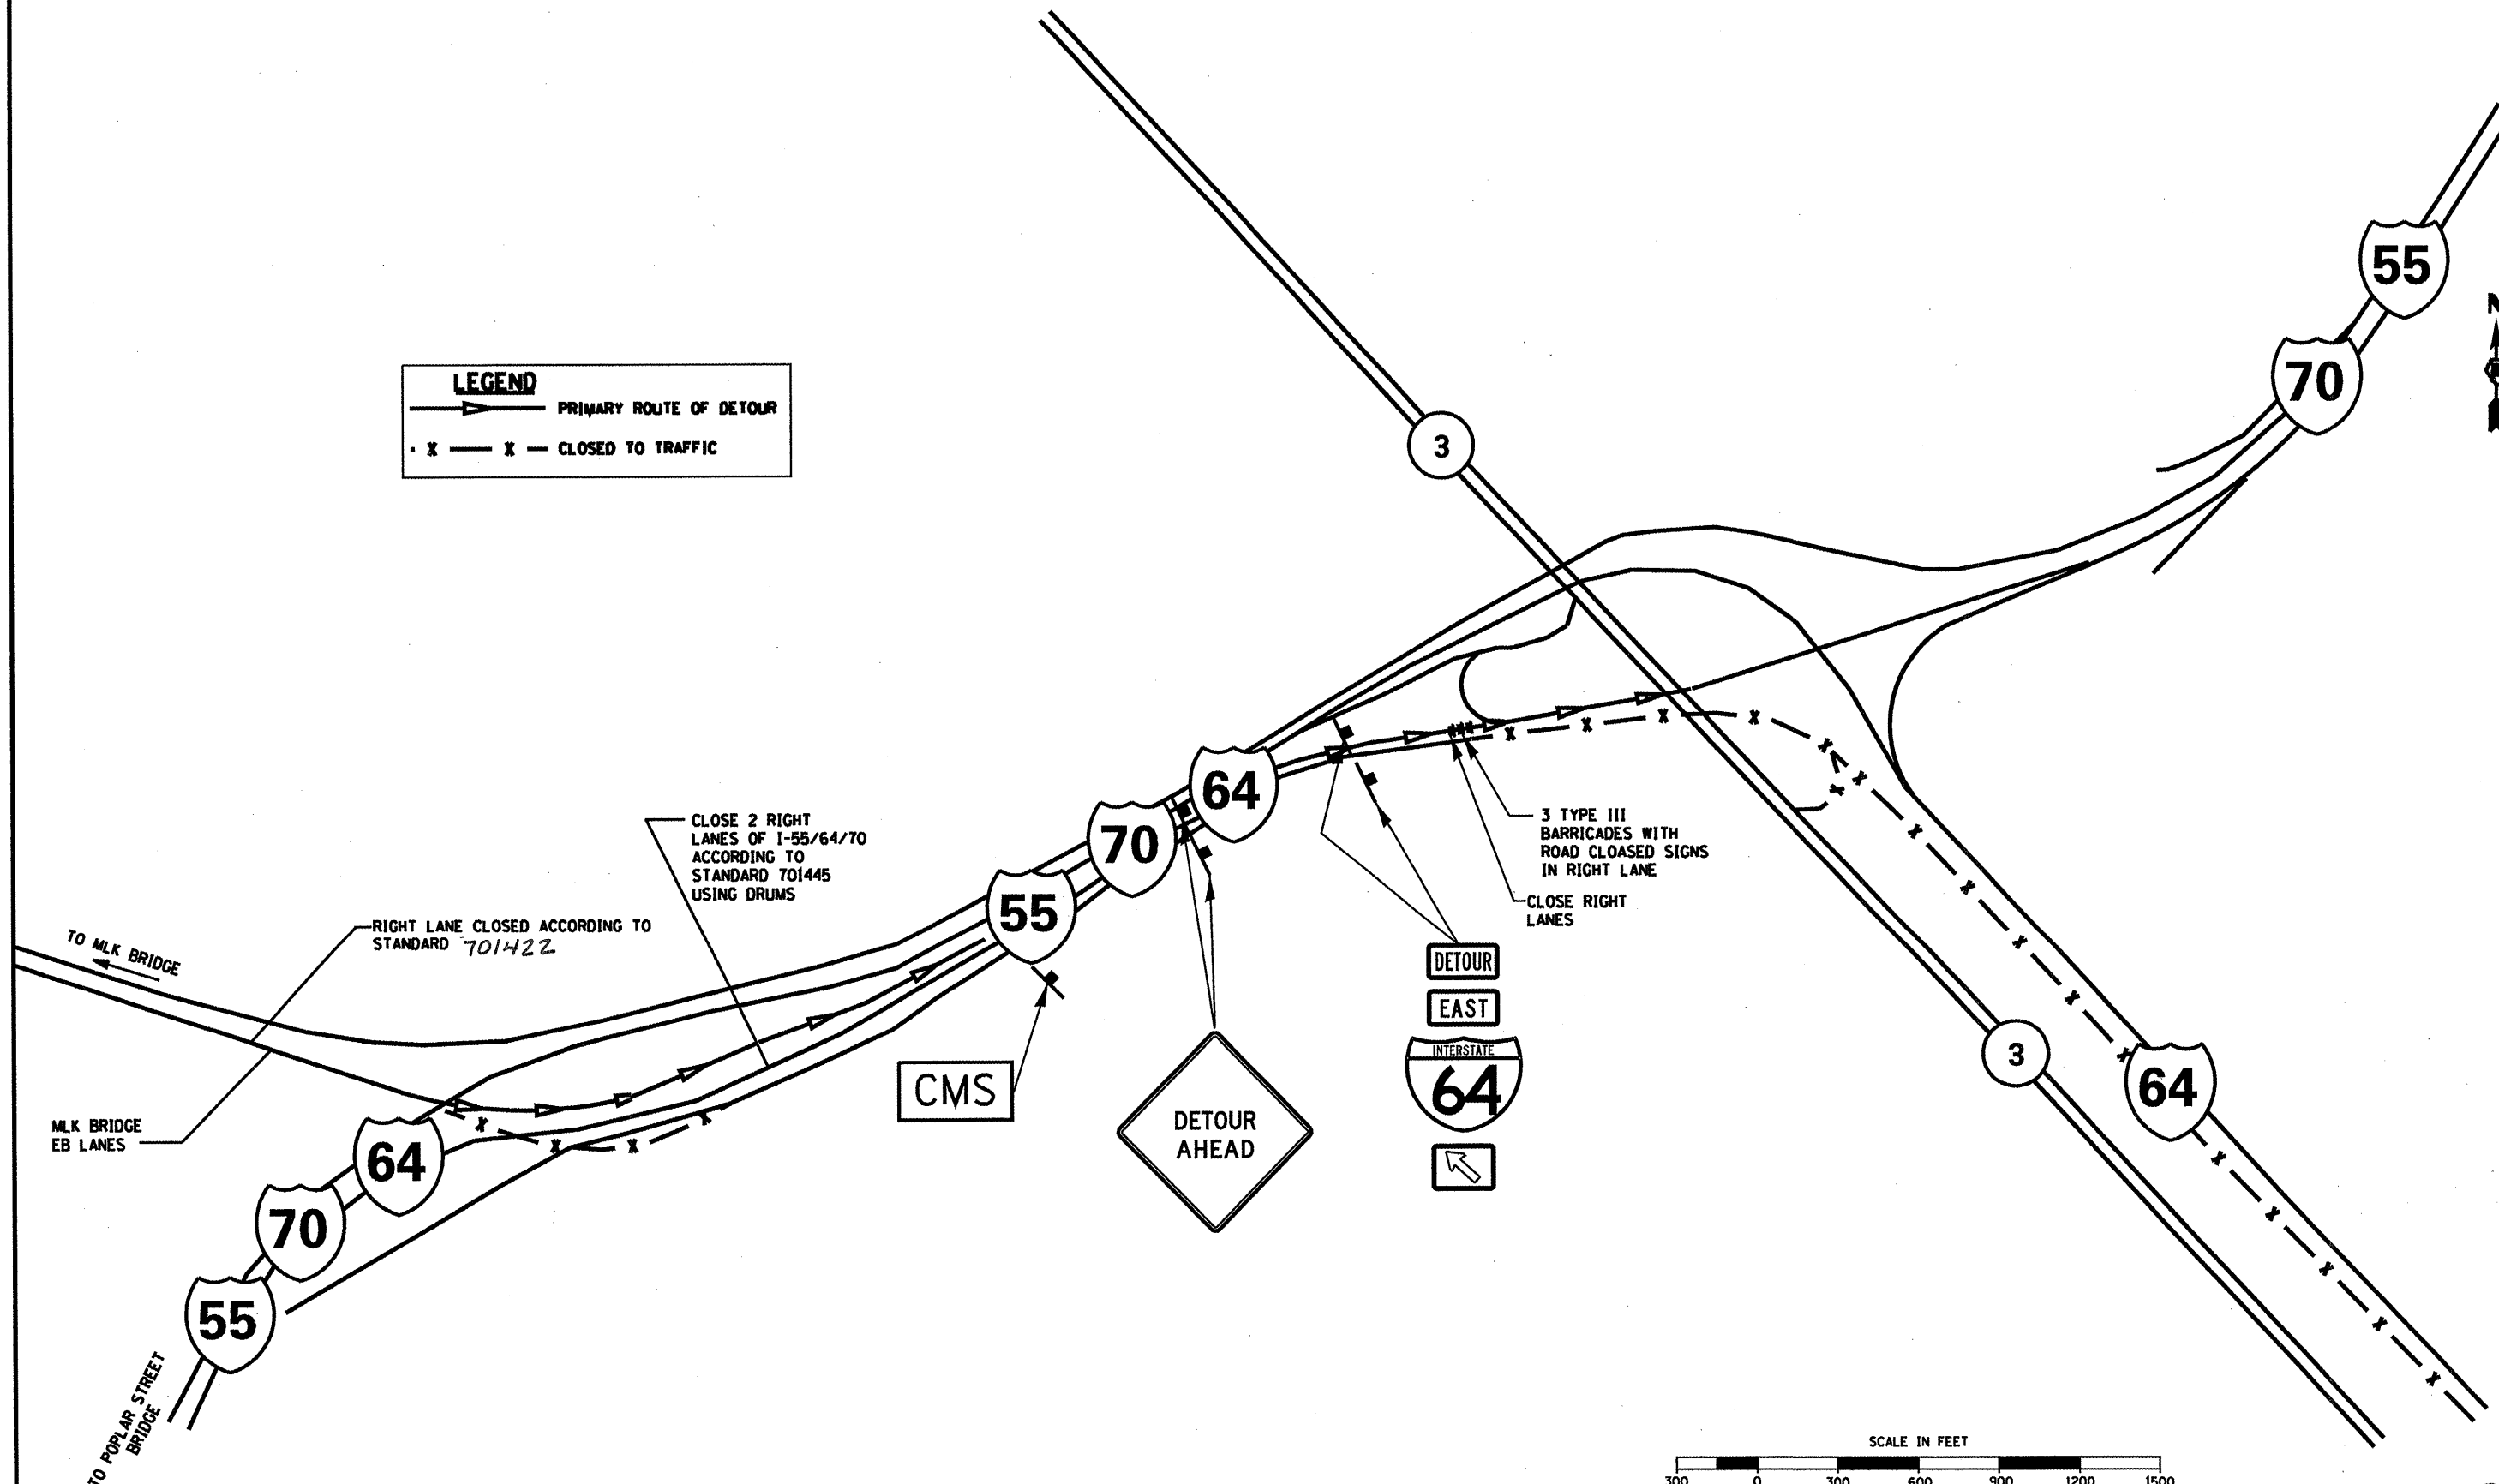 55
N
70
LEGEND
PRIMARY ROUTE OF DETOUR
X X CLOSED TO TRAFFIC
3
64
70
55
CLOSE 2 RIGHT
LANES OF I-55/64/70
ACCORDING TO
STANDARD 701445
USING DRUMS
3 TYPE III
BARRICADES WITH
ROAD CLOASED SIGNS
IN RIGHT LANE
CLOSE RIGHT
LANES
RIGHT LANE CLOSED ACCORDING TO
STANDARD 701422
TO MLK BRIDGE
DETOUR
EAST
INTERSTATE
64
CMS
DETOUR
AHEAD
3
64
MLK BRIDGE
EB LANES
64
70
55
TO POPLAR STREET
BRIDGE
SCALE IN FEET
300 0 300 600 900 1200 1500